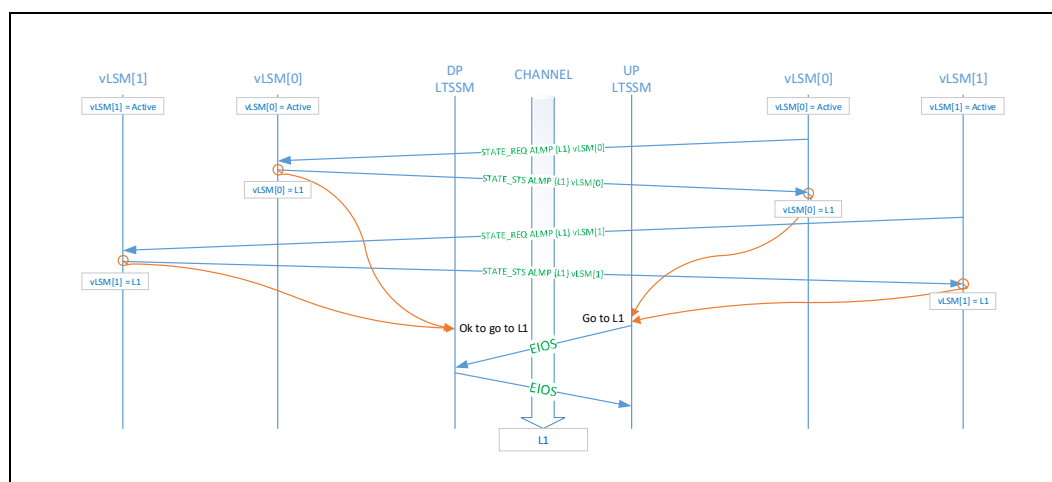 vLSM[1]
vLSM[0]
DP
LTSSM
CHANNEL
UP
LTSSM
vLSM[0]
vLSM[1]
vLSM[1] = Active
vLSM[0] = Active
vLSM[0] = Active
vLSM[1] = Active
STATE_REQ ALMP {L1} vLSM[0]
STATE_STS ALMP {L1} vLSM[0]
vLSM[0] = L1
vLSM[0] = L1
STATE_REQ ALMP {L1} vLSM[1]
STATE_STS ALMP {L1} vLSM[1]
vLSM[1] = L1
vLSM[1] = L1
Ok to go to L1
Go to L1
EIOS
EIOS
L1